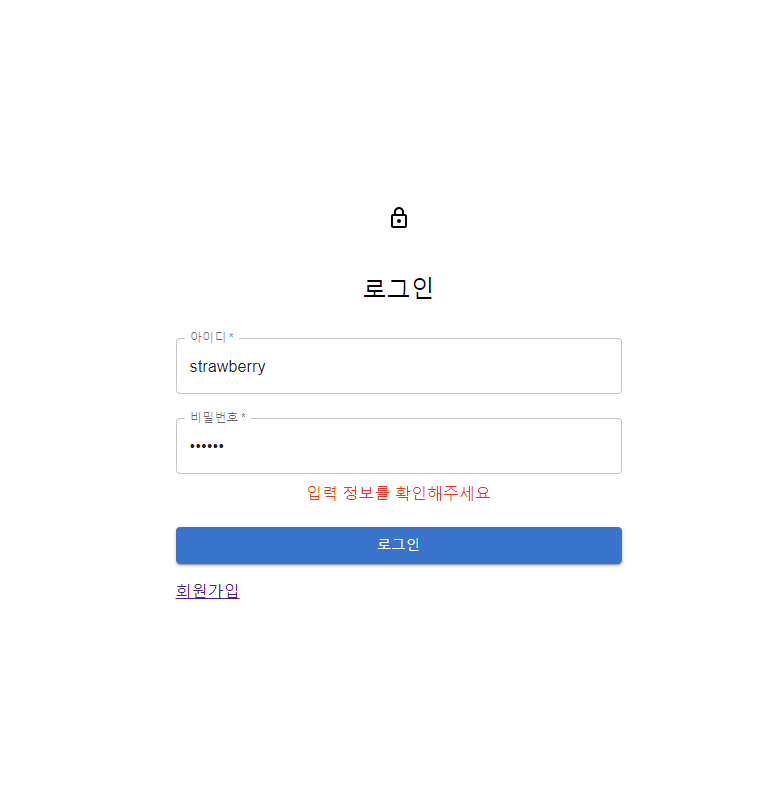 로그인
아이디 *
strawberry
비밀번호 *
••••••
입력 정보를 확인해주세요
로그인
회원가입